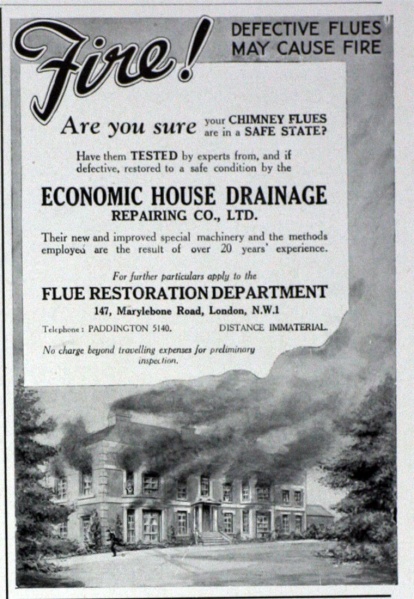 Fire!
DEFECTIVE FLUES
MAY CAUSE FIRE
Are you sure your CHIMNEY FLUES
are in a SAFE STATE?
Have them TESTED by experts from, and if
defective, restored to a safe condition by the
ECONOMIC HOUSE DRAINAGE
REPAIRING CO., LTD.
Their new and improved special machinery and the methods
employed are the result of over 20 years' experience.
For further particulars apply to the
FLUE RESTORATION DEPARTMENT
147, Marylebone Road, London, N.W.1
Telephone: PADDINGTON 5140. DISTANCE IMMATERIAL.
No charge beyond travelling expenses for preliminary
inspection.